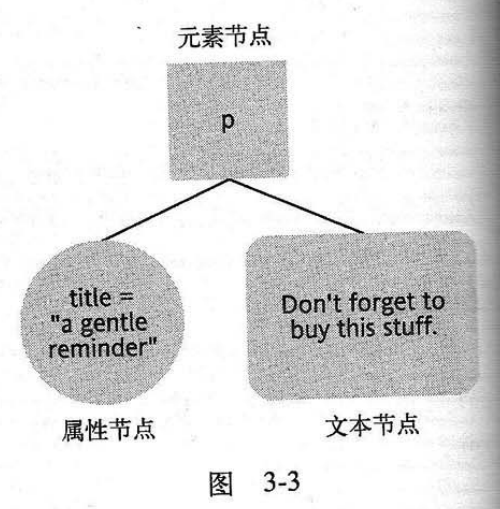 元素节点
p
title =
"a gentle
reminder"
Don't forget to
buy this stuff.
属性节点
文本节点
图 3-3